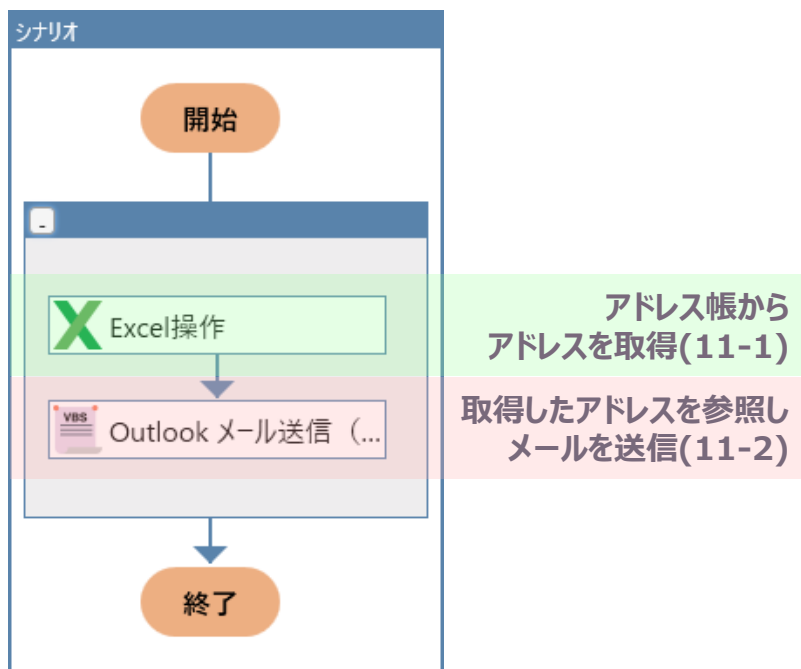 シナリオ
開始
-
Excel操作
アドレス帳から
アドレスを取得(11-1)
VBS
Outlook メール送信（...
取得したアドレスを参照し
メールを送信(11-2)
終了